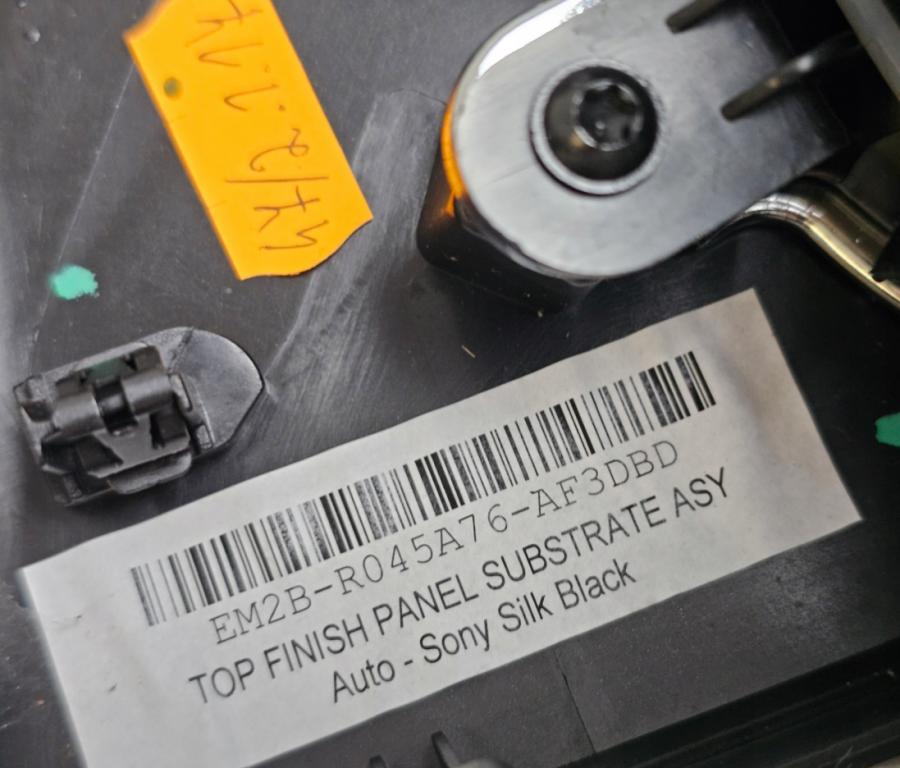 EM2B-R045A76-AF3DBD
TOP FINISH PANEL SUBSTRATE ASY
Auto - Sony Silk Black